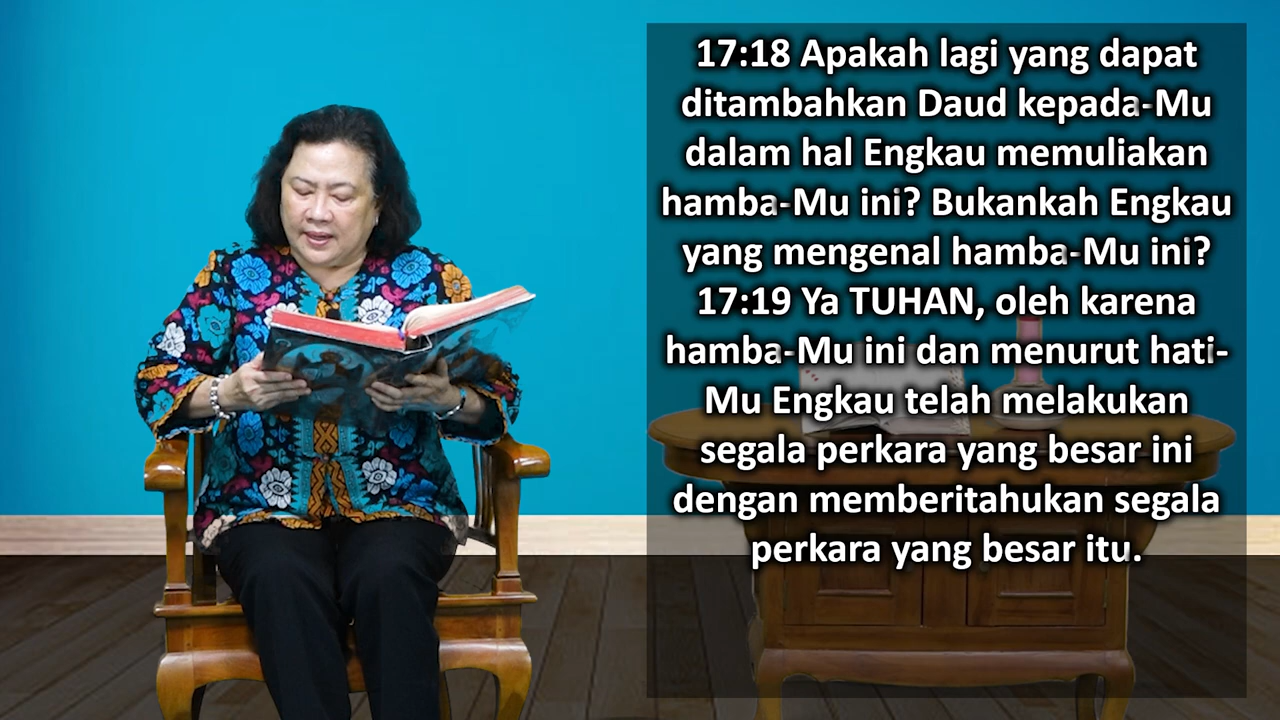 17:18 Apakah lagi yang dapat
ditambahkan Daud kepada-Mu
dalam hal Engkau memuliakan
hamba-Mu ini? Bukankah Engkau
yang mengenal hamba-Mu ini?
17:19 Ya TUHAN, oleh karena
hamba-Mu ini dan menurut hati-
Mu Engkau telah melakukan
segala perkara yang besar ini
dengan memberitahukan segala
perkara yang besar itu.